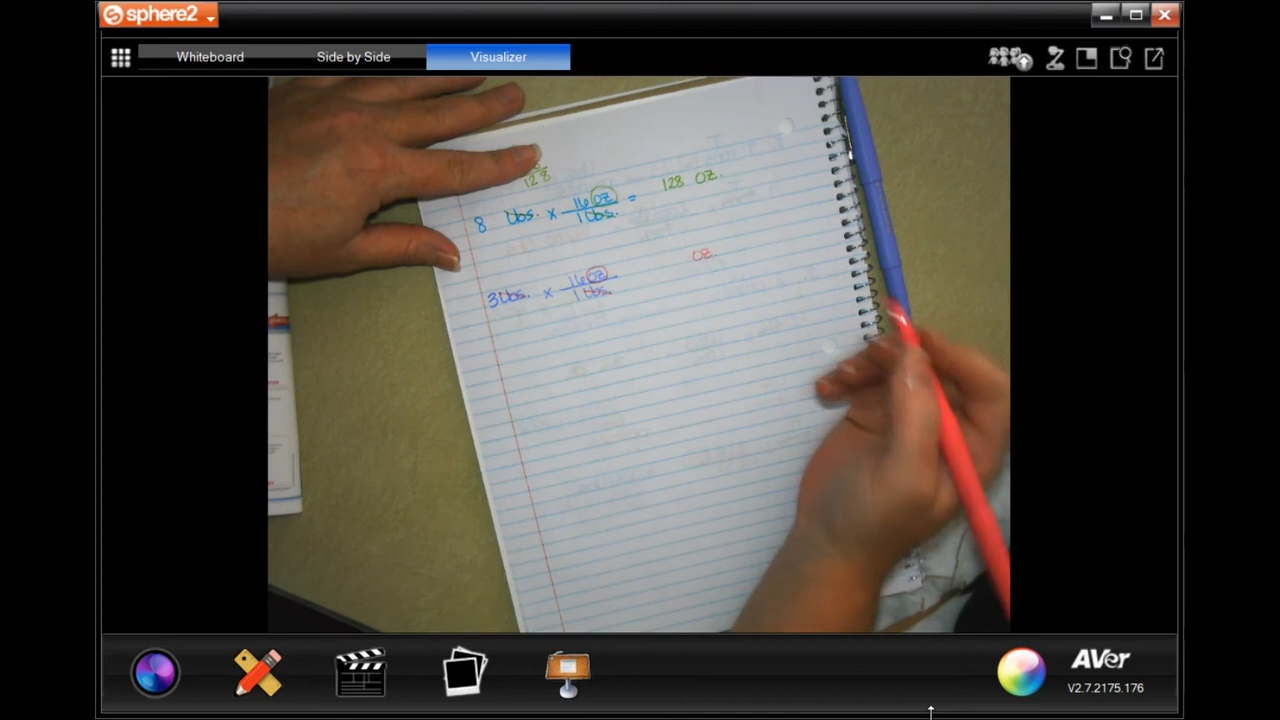 sphere2
Whiteboard Side by Side Visualizer
128
128 OZ.
8 lbs. x 16 oz / 1 lbs. =
oz.
3 lbs. x 16 oz / 1 lbs.
AVer
V2.7.2175.176